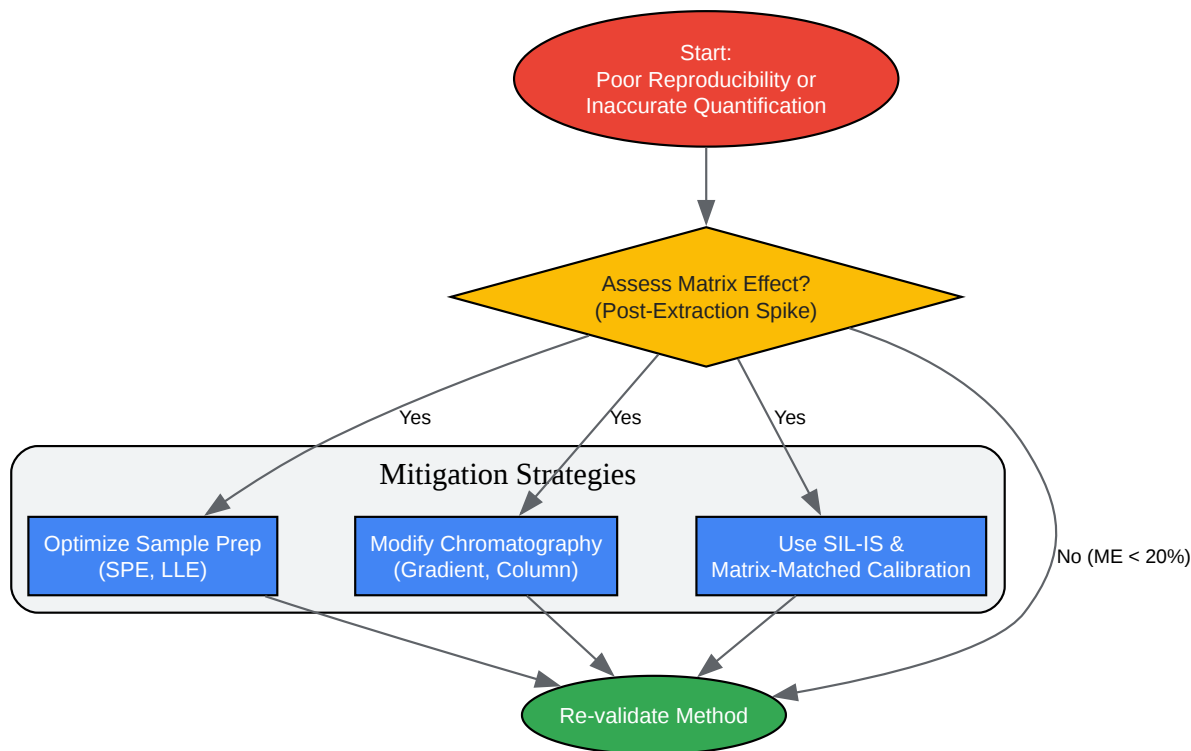 Start:
Poor Reproducibility or
Inaccurate Quantification
Assess Matrix Effect?
(Post-Extraction Spike)
Yes
Yes
Yes
No (ME < 20%)
Mitigation Strategies
Optimize Sample Prep
(SPE, LLE)
Modify Chromatography
(Gradient, Column)
Use SIL-IS &
Matrix-Matched Calibration
Re-validate Method